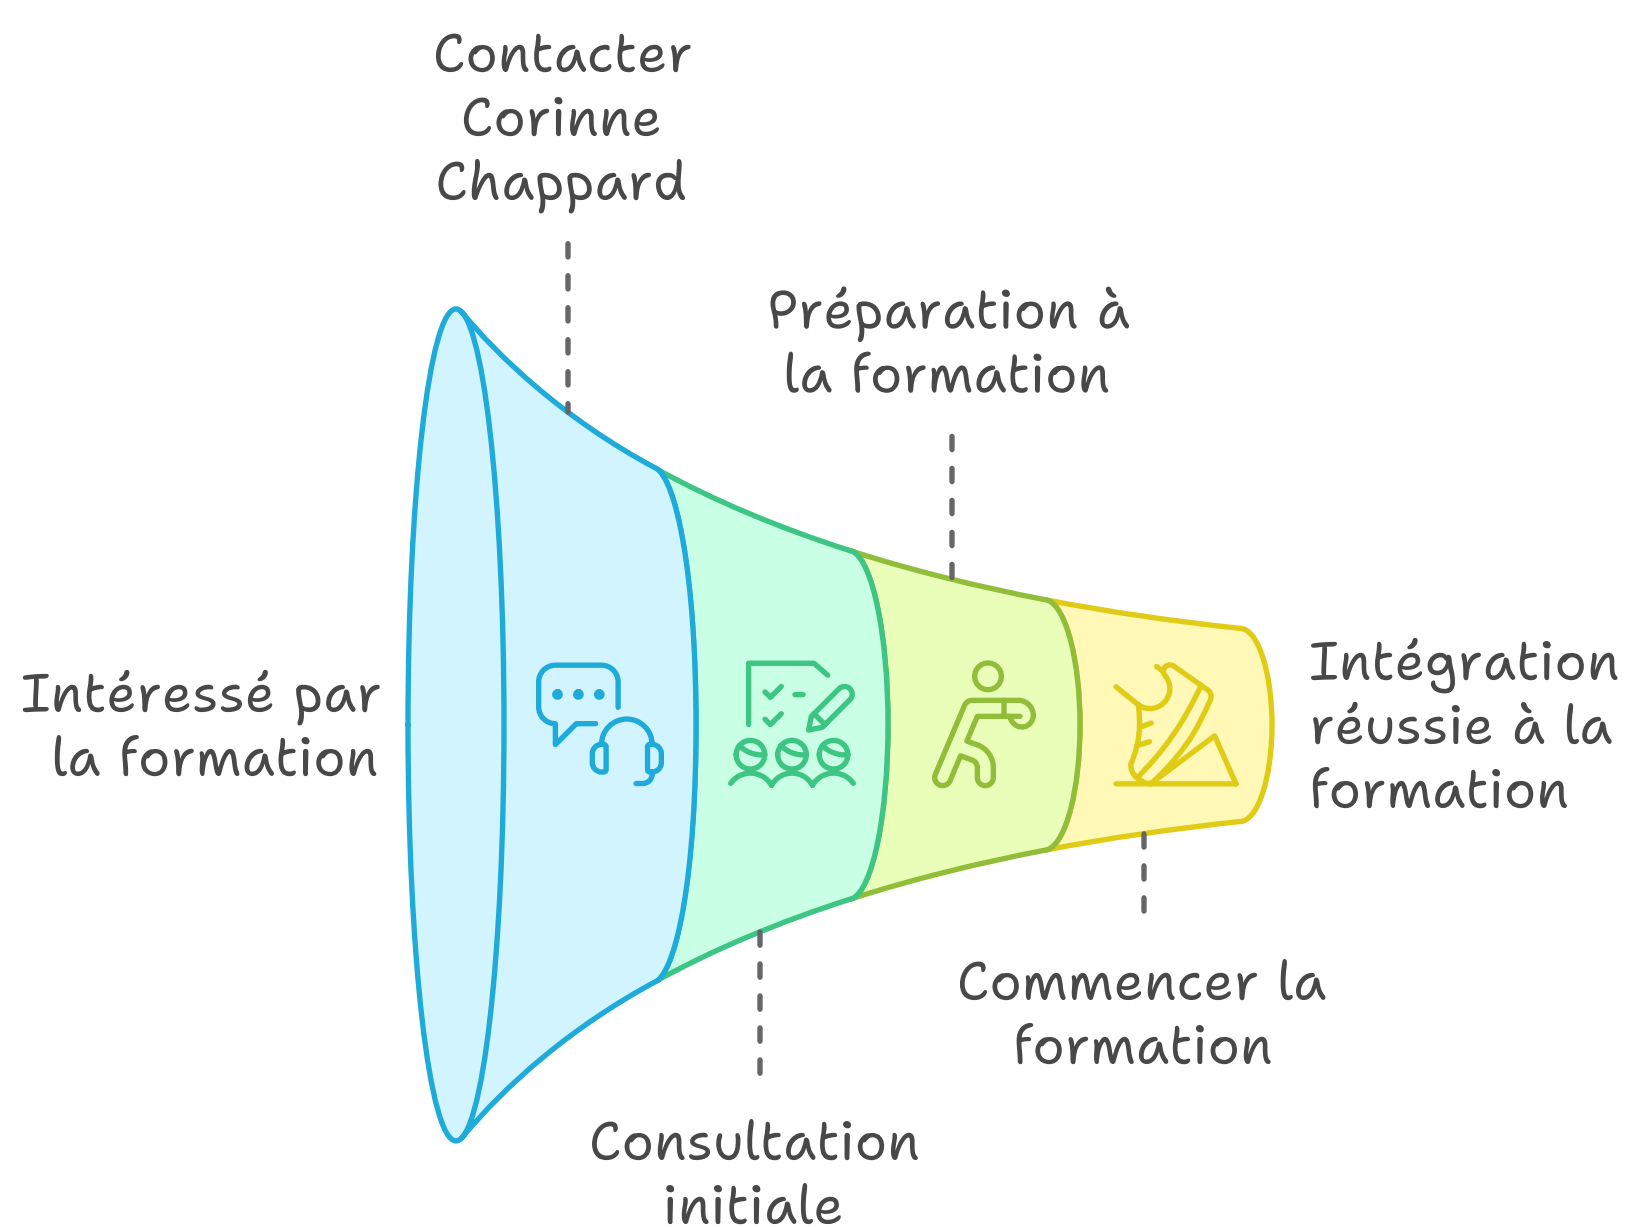 Contacter
Corinne
Chappard
Préparation à
la formation
Intéressé par
la formation
Intégration
réussie à la
formation
Commencer la
formation
Consultation
initiale